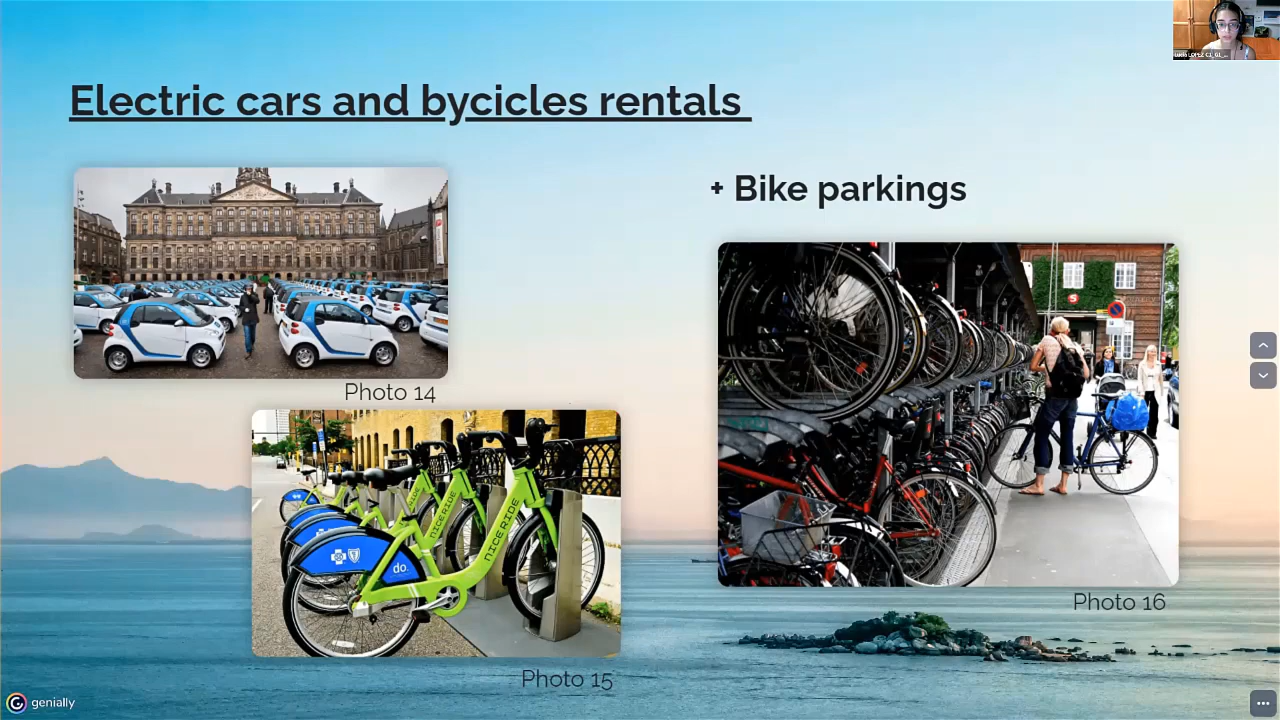 Electric cars and bycicles rentals
+ Bike parkings
Photo 14
NICE RIDE
NICE RIDE
do.
Photo 15
S
Photo 16
genially